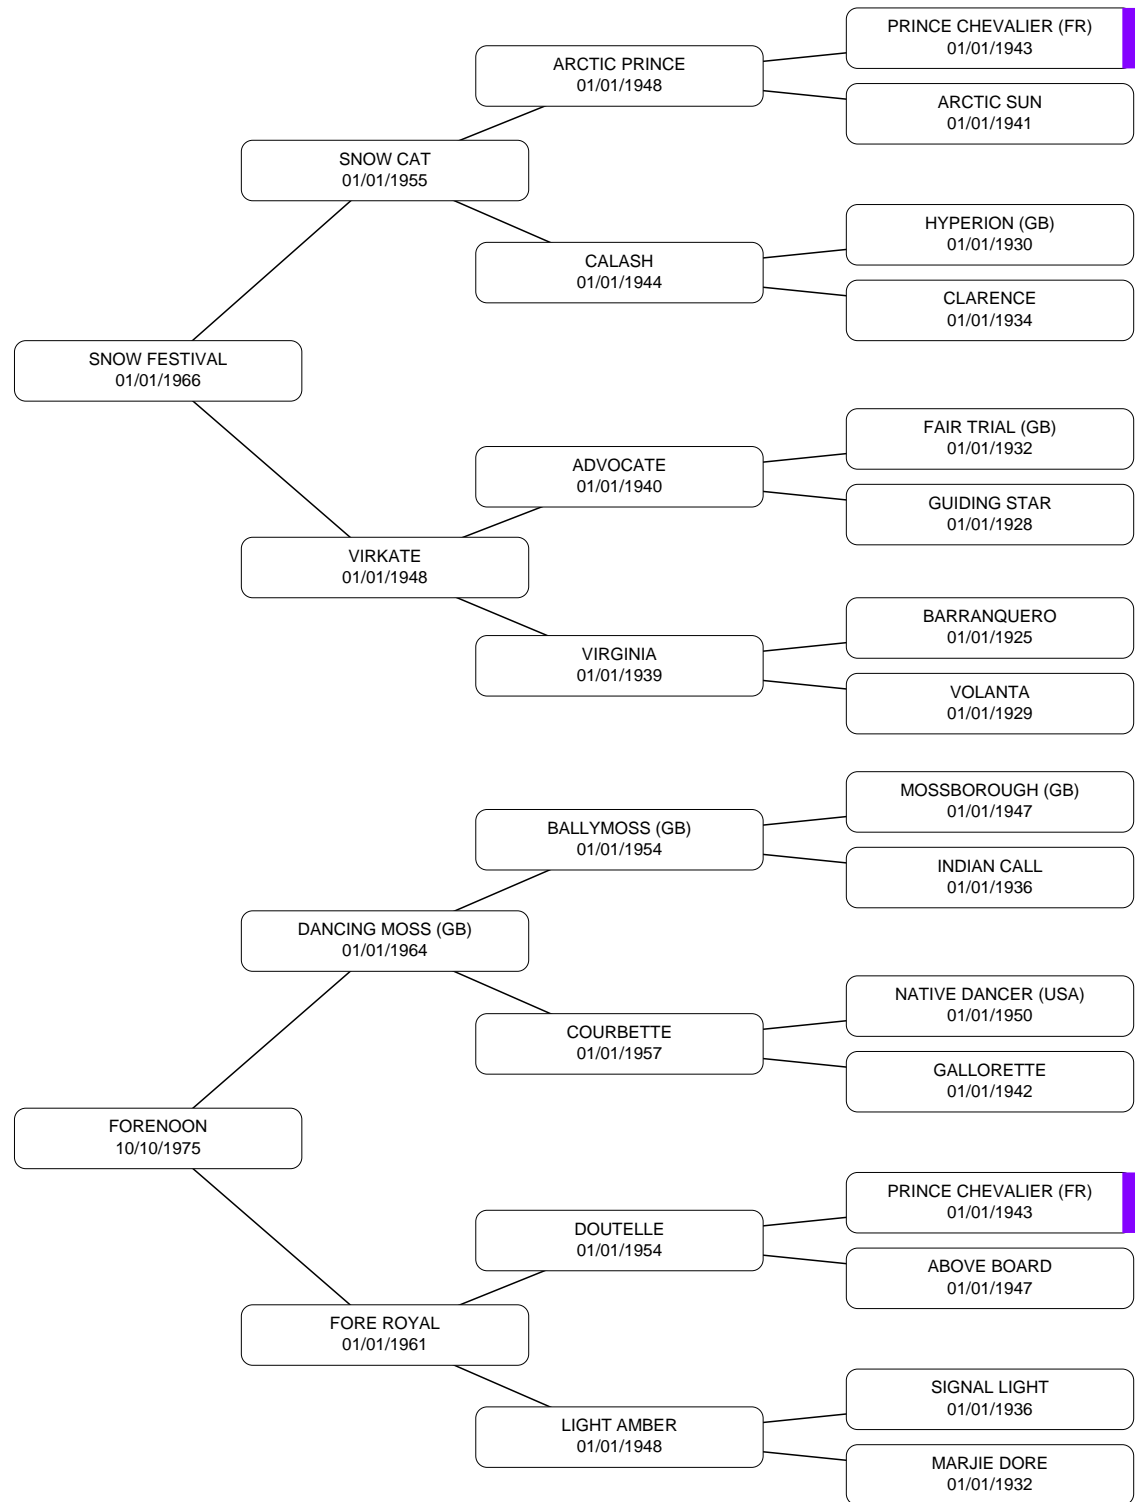 PRINCE CHEVALIER (FR)
01/01/1943
ARCTIC PRINCE
01/01/1948
ARCTIC SUN
01/01/1941
SNOW CAT
01/01/1955
HYPERION (GB)
01/01/1930
CALASH
01/01/1944
CLARENCE
01/01/1934
SNOW FESTIVAL
01/01/1966
FAIR TRIAL (GB)
01/01/1932
ADVOCATE
01/01/1940
GUIDING STAR
01/01/1928
VIRKATE
01/01/1948
BARRANQUERO
01/01/1925
VIRGINIA
01/01/1939
VOLANTA
01/01/1929
MOSSBOROUGH (GB)
01/01/1947
BALLYMOSS (GB)
01/01/1954
INDIAN CALL
01/01/1936
DANCING MOSS (GB)
01/01/1964
NATIVE DANCER (USA)
01/01/1950
COURBETTE
01/01/1957
GALLORETTE
01/01/1942
FORENOON
10/10/1975
PRINCE CHEVALIER (FR)
01/01/1943
DOUTELLE
01/01/1954
ABOVE BOARD
01/01/1947
FORE ROYAL
01/01/1961
SIGNAL LIGHT
01/01/1936
LIGHT AMBER
01/01/1948
MARJIE DORE
01/01/1932